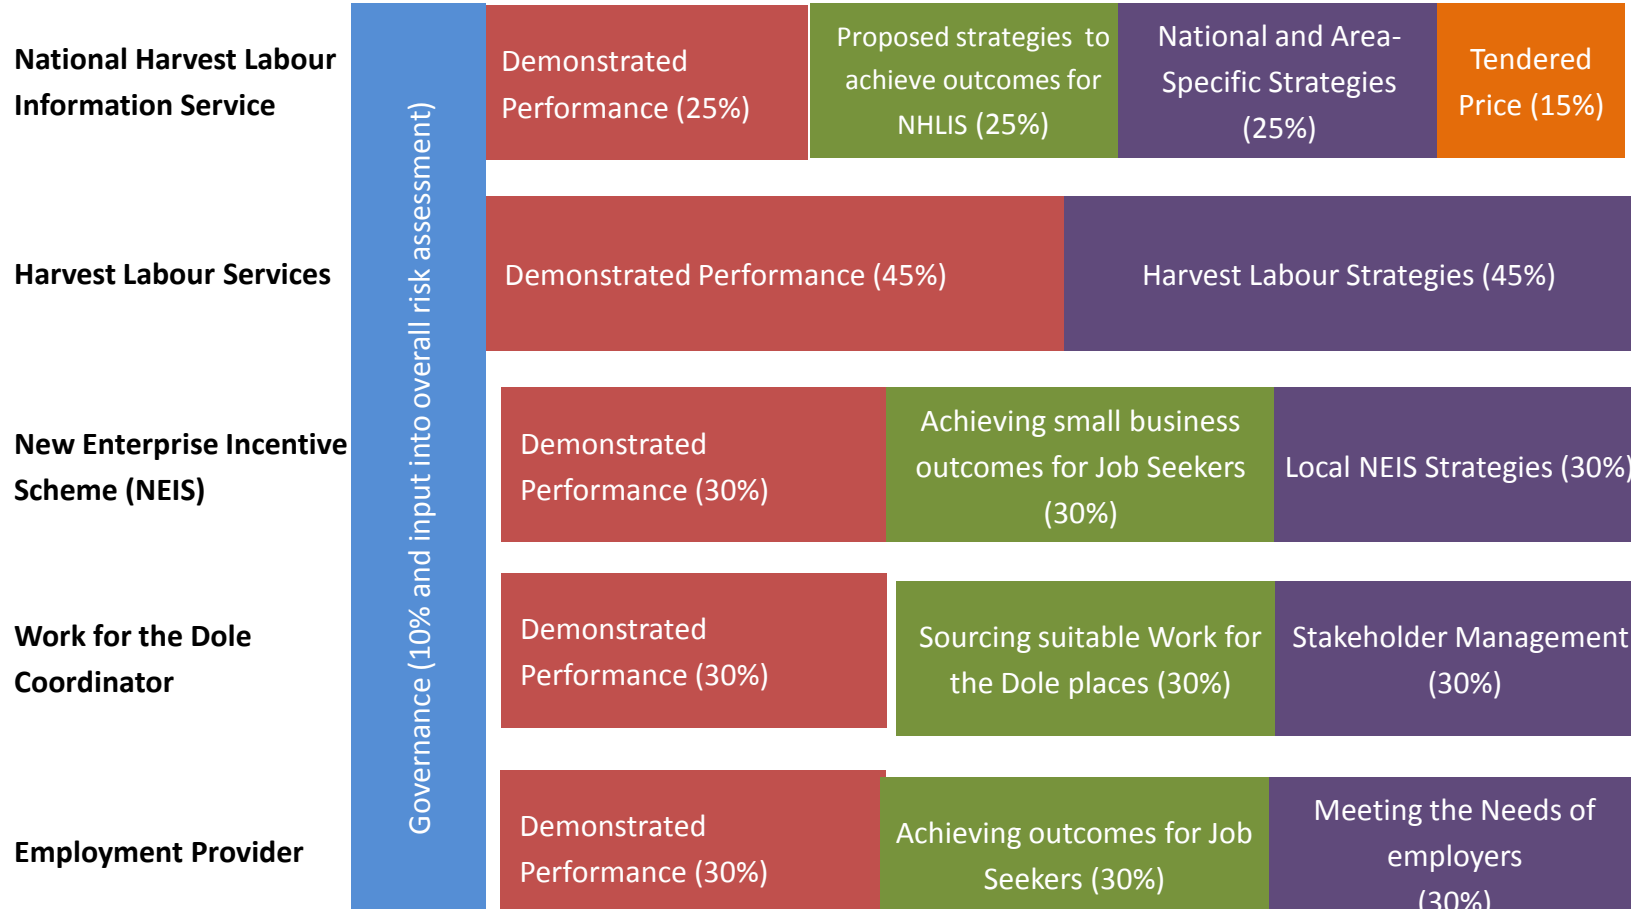 National Harvest Labour
Information Service
Governance (10% and input into overall risk assessment)
Demonstrated
Performance (25%)
Proposed strategies to
achieve outcomes for
NHLIS (25%)
National and Area-
Specific Strategies
(25%)
Tendered
Price (15%)
Harvest Labour Services
Demonstrated Performance (45%)
Harvest Labour Strategies (45%)
New Enterprise Incentive
Scheme (NEIS)
Demonstrated
Performance (30%)
Achieving small business
outcomes for Job Seekers
(30%)
Local NEIS Strategies (30%)
Work for the Dole
Coordinator
Demonstrated
Performance (30%)
Sourcing suitable Work for
the Dole places (30%)
Stakeholder Management
(30%)
Employment Provider
Demonstrated
Performance (30%)
Achieving outcomes for Job
Seekers (30%)
Meeting the Needs of
employers
(30%)